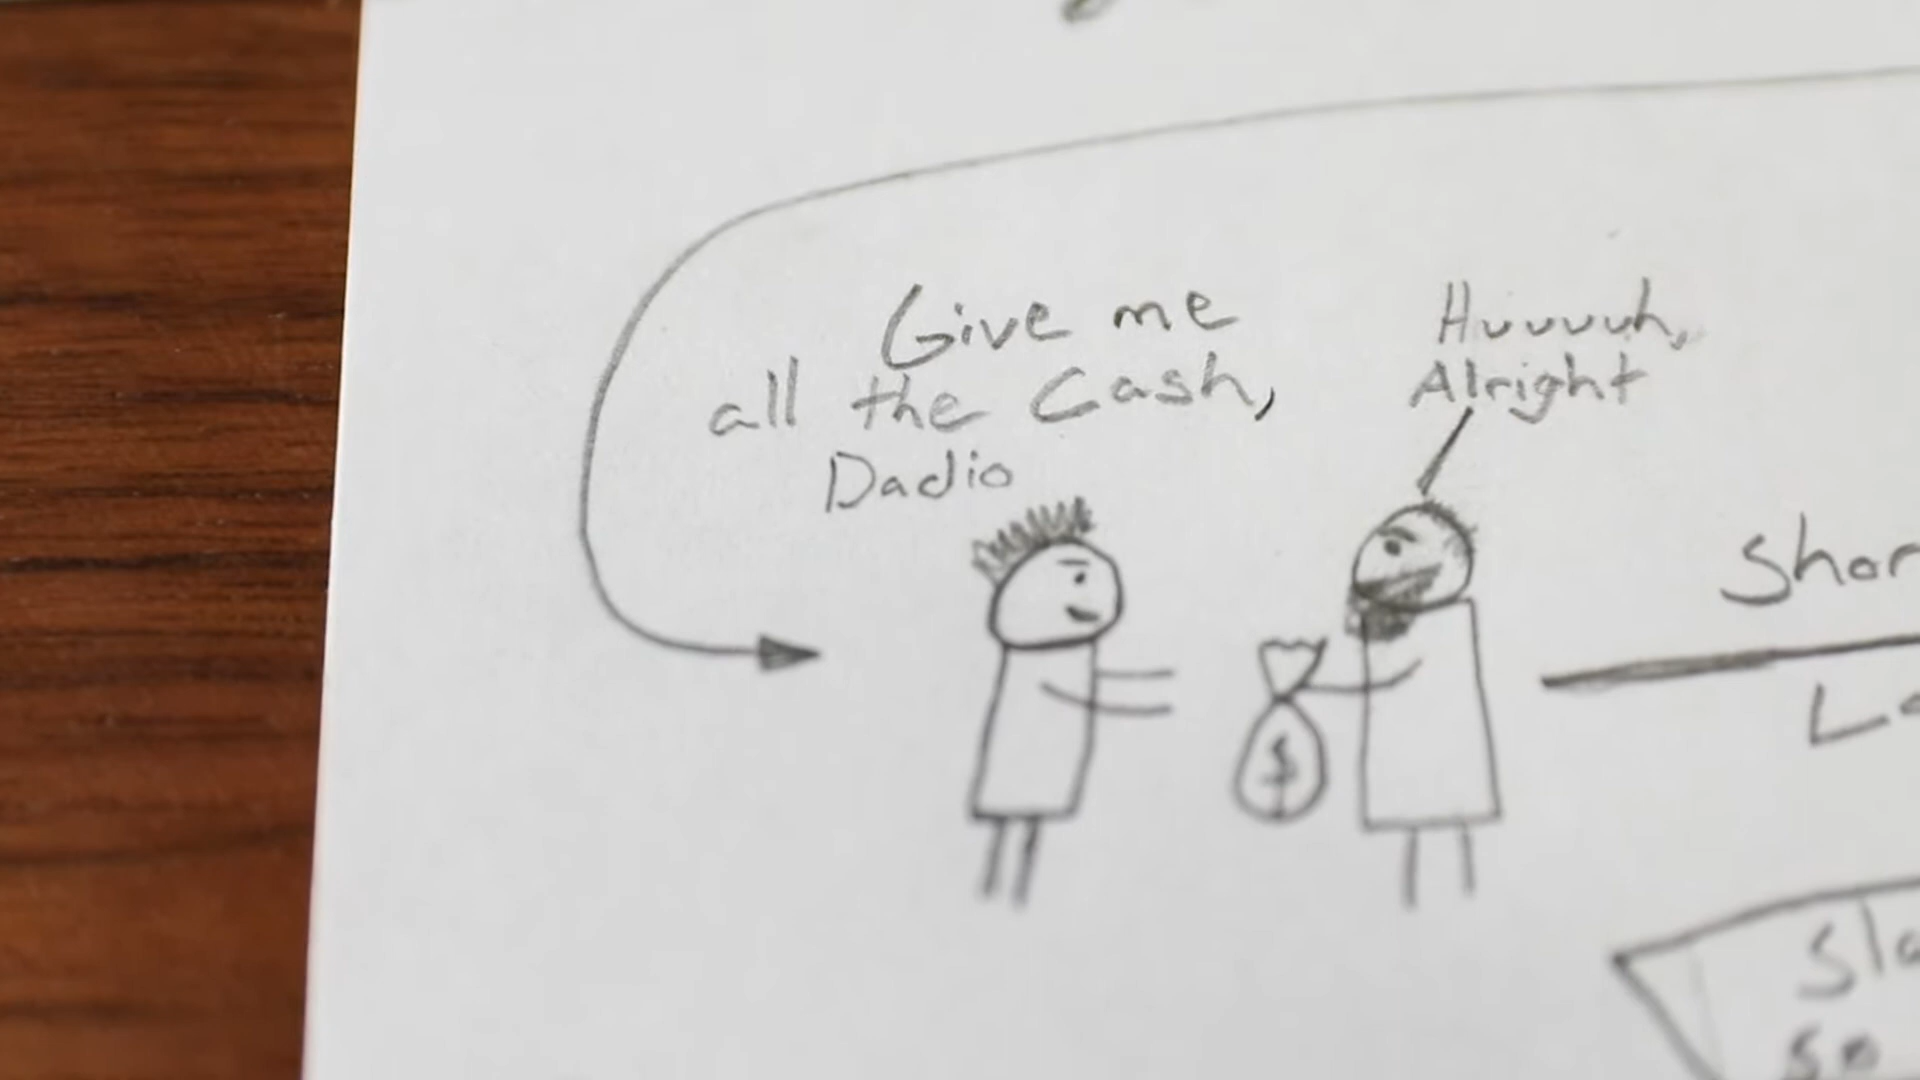 Give me
all the Cash,
Dadio
Huuuuh,
Alright
$